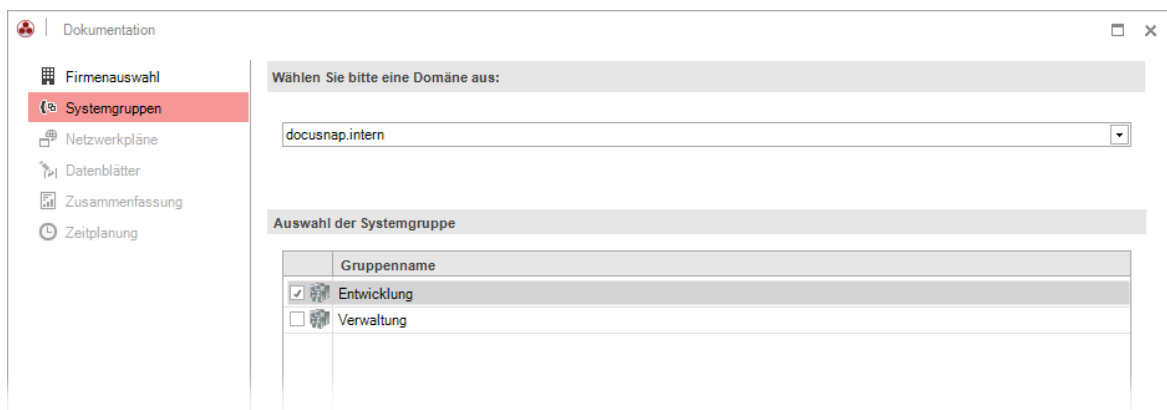 Dokumentation
Firmenauswahl
Systemgruppen
Netzwerkpläne
Datenblätter
Zusammenfassung
Zeitplanung
Wählen Sie bitte eine Domäne aus:
docusnap.intern
Auswahl der Systemgruppe
Gruppenname
Entwicklung
Verwaltung